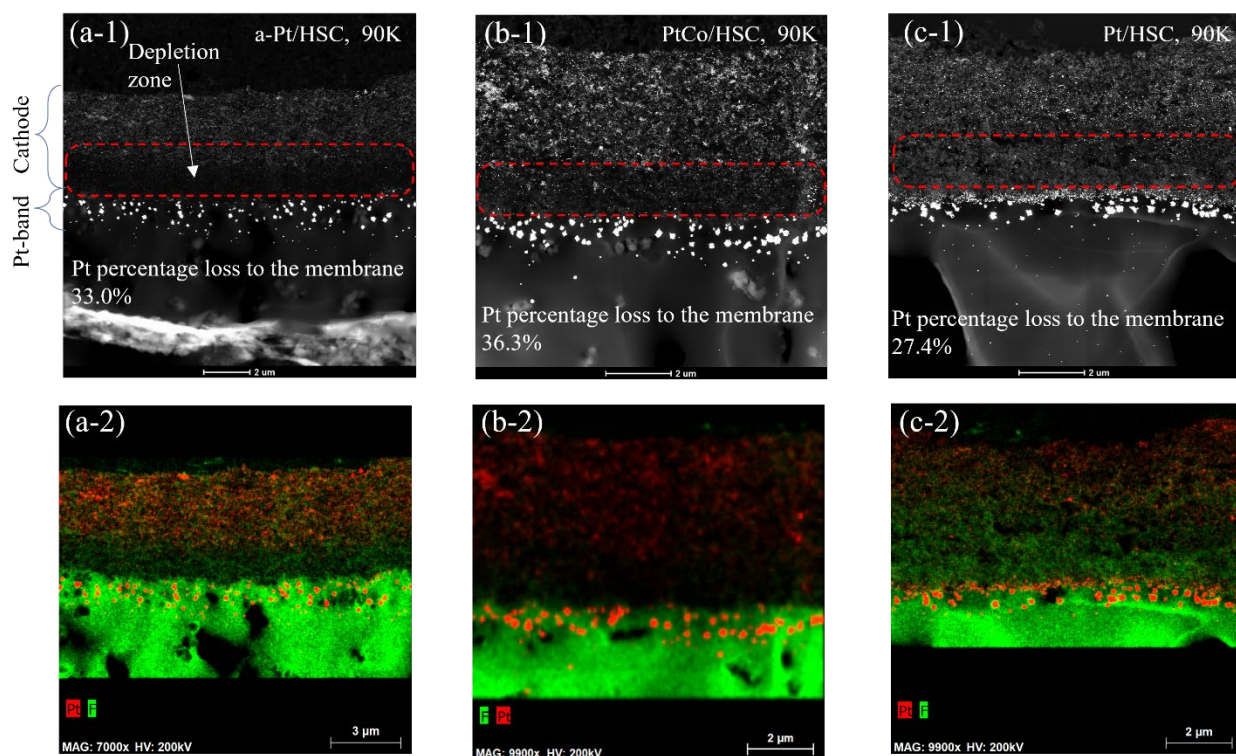 (a-1)
a-Pt/HSC, 90K
Depletion
zone
Cathode
Pt-band
Pt percentage loss to the membrane
33.0%
2 um
(b-1)
PtCo/HSC, 90K
Pt percentage loss to the membrane
36.3%
2 um
(c-1)
Pt/HSC, 90K
Pt percentage loss to the membrane
27.4%
2 um
(a-2)
Pt F
3 µm
MAG: 7000x HV: 200kV
(b-2)
F Pt
2 µm
MAG: 9900x HV: 200kV
(c-2)
Pt F
2 µm
MAG: 9900x HV: 200kV